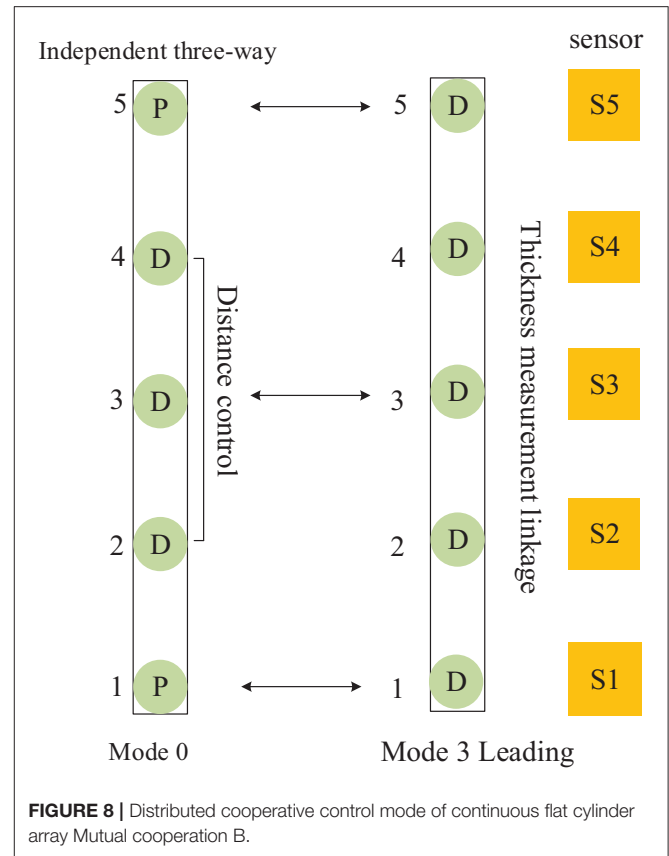 sensor
Independent three-way
5 P 5 D S5
4 D 4 D S4
Distance control
Thickness measurement linkage
3 D 3 D S3
2 D 2 D S2
1 P 1 D S1
Mode 0 Mode 3 Leading
FIGURE 8 | Distributed cooperative control mode of continuous flat cylinder
array Mutual cooperation B.